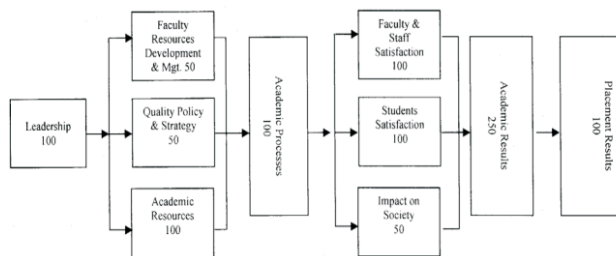 Leadership
100
Faculty
Resources
Development
& Mgt. 50
Quality Policy
& Strategy
50
Academic
Resources
100
Academic Processes
100
Faculty &
Staff
Satisfaction
100
Students
Satisfaction
100
Impact on
Society
50
Academic Results
250
Placement Results
100